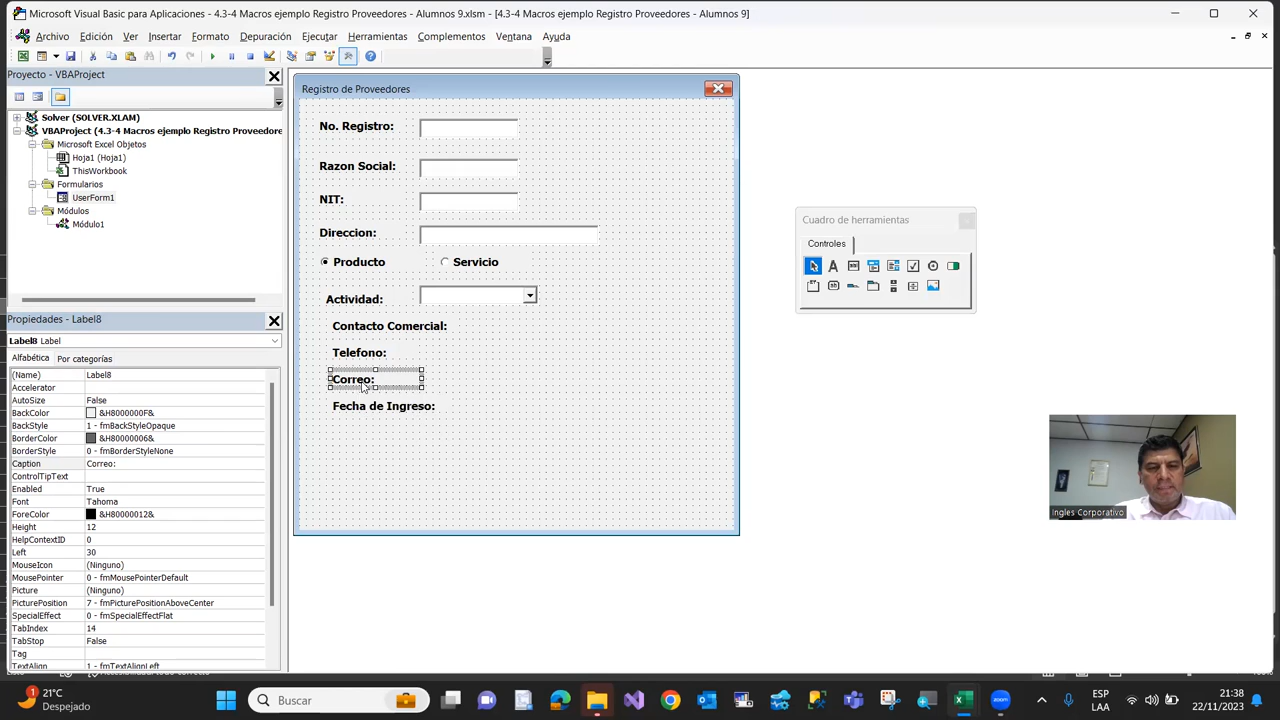 Microsoft Visual Basic para Aplicaciones - 4.3-4 Macros ejemplo Registro Proveedores - Alumnos 9.xlsm - [4.3-4 Macros ejemplo Registro Proveedores - Alumnos 9]
Archivo Edición Ver Insertar Formato Depuración Ejecutar Herramientas Complementos Ventana Ayuda
Proyecto - VBAProject
Solver (SOLVER.XLAM)
VBAProject (4.3-4 Macros ejemplo Registro Proveedore
Microsoft Excel Objetos
Hoja1 (Hoja1)
ThisWorkbook
Formularios
UserForm1
Módulos
Módulo1
Propiedades - Label8
Label8 Label
Alfabética Por categorías
(Name) Label8
Accelerator
AutoSize False
BackColor &H8000000F&
BackStyle 1 - fmBackStyleOpaque
BorderColor &H80000006&
BorderStyle 0 - fmBorderStyleNone
Caption Correo:
ControlTipText
Enabled True
Font Tahoma
ForeColor &H80000012&
Height 12
HelpContextID 0
Left 30
MouseIcon (Ninguno)
MousePointer 0 - fmMousePointerDefault
Picture (Ninguno)
PicturePosition 7 - fmPicturePositionAboveCenter
SpecialEffect 0 - fmSpecialEffectFlat
TabIndex 14
TabStop False
Tag
TextAlign 1 - fmTextAlignLeft
Registro de Proveedores
No. Registro:
Razon Social:
NIT:
Direccion:
Producto Servicio
Actividad:
Contacto Comercial:
Telefono:
Correo:
Fecha de Ingreso:
Cuadro de herramientas
Controles
Ingles Corporativo
21°C
Despejado
Buscar
ESP
LAA
21:38
22/11/2023